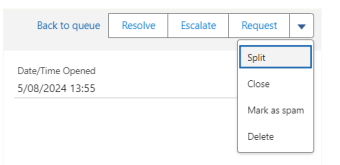 Back to queue Resolve Escalate Request
Split
Date/Time Opened
Close
5/08/2024 13:55
Mark as spam
Delete